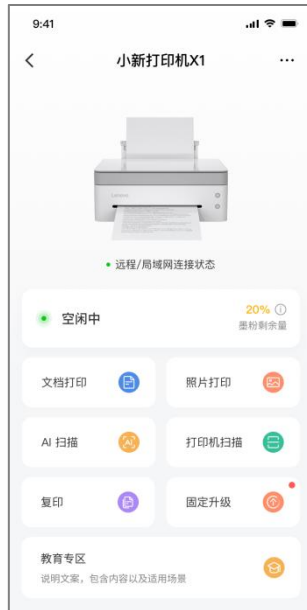 9:41
小新打印机X1
远程/局域网连接状态
空闲中
20%
墨粉剩余量
文档打印
照片打印
AI 扫描
打印机扫描
复印
固定升级
教育专区
说明文案，包含内容以及适用场景